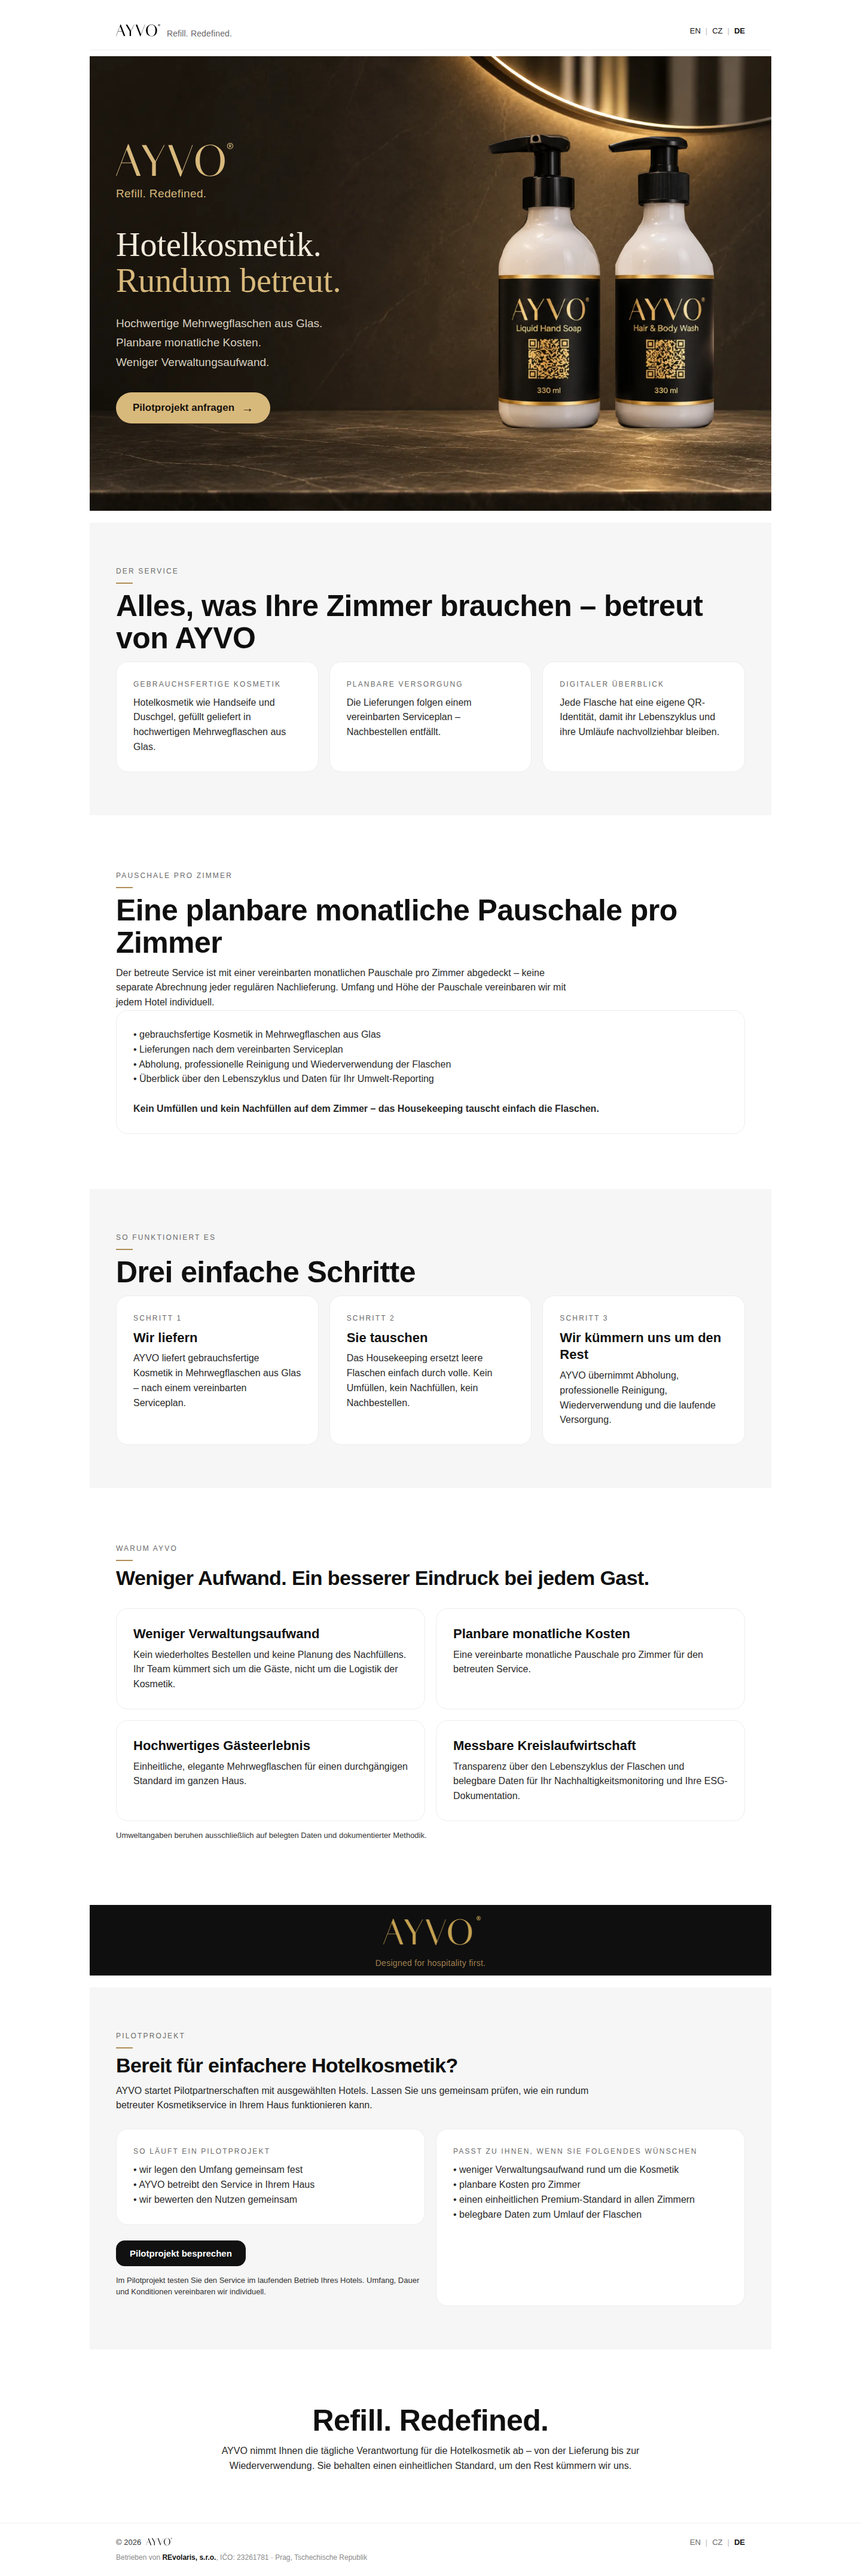 AYVO® Refill. Redefined.
EN | CZ | DE
AYVO®
Refill. Redefined.
Hotelkosmetik.
Rundum betreut.
Hochwertige Mehrwegflaschen aus Glas.
Planbare monatliche Kosten.
Weniger Verwaltungsaufwand.
Pilotprojekt anfragen →
AYVO®
Liquid Hand Soap
330 ml
AYVO®
Hair & Body Wash
330 ml
DER SERVICE
Alles, was Ihre Zimmer brauchen – betreut
von AYVO
GEBRAUCHSFERTIGE KOSMETIK
Hotelkosmetik wie Handseife und
Duschgel, gefüllt geliefert in
hochwertigen Mehrwegflaschen aus
Glas.
PLANBARE VERSORGUNG
Die Lieferungen folgen einem
vereinbarten Serviceplan –
Nachbestellen entfällt.
DIGITALER ÜBERBLICK
Jede Flasche hat eine eigene QR-
Identität, damit ihr Lebenszyklus und
ihre Umläufe nachvollziehbar bleiben.
PAUSCHALE PRO ZIMMER
Eine planbare monatliche Pauschale pro
Zimmer
Der betreute Service ist mit einer vereinbarten monatlichen Pauschale pro Zimmer abgedeckt – keine
separate Abrechnung jeder regulären Nachlieferung. Umfang und Höhe der Pauschale vereinbaren wir mit
jedem Hotel individuell.
• gebrauchsfertige Kosmetik in Mehrwegflaschen aus Glas
• Lieferungen nach dem vereinbarten Serviceplan
• Abholung, professionelle Reinigung und Wiederverwendung der Flaschen
• Überblick über den Lebenszyklus und Daten für Ihr Umwelt-Reporting
Kein Umfüllen und kein Nachfüllen auf dem Zimmer – das Housekeeping tauscht einfach die Flaschen.
SO FUNKTIONIERT ES
Drei einfache Schritte
SCHRITT 1
Wir liefern
AYVO liefert gebrauchsfertige
Kosmetik in Mehrwegflaschen aus Glas
– nach einem vereinbarten
Serviceplan.
SCHRITT 2
Sie tauschen
Das Housekeeping ersetzt leere
Flaschen einfach durch volle. Kein
Umfüllen, kein Nachfüllen, kein
Nachbestellen.
SCHRITT 3
Wir kümmern uns um den
Rest
AYVO übernimmt Abholung,
professionelle Reinigung,
Wiederverwendung und die laufende
Versorgung.
WARUM AYVO
Weniger Aufwand. Ein besserer Eindruck bei jedem Gast.
Weniger Verwaltungsaufwand
Kein wiederholtes Bestellen und keine Planung des Nachfüllens.
Ihr Team kümmert sich um die Gäste, nicht um die Logistik der
Kosmetik.
Planbare monatliche Kosten
Eine vereinbarte monatliche Pauschale pro Zimmer für den
betreuten Service.
Hochwertiges Gästeerlebnis
Einheitliche, elegante Mehrwegflaschen für einen durchgängigen
Standard im ganzen Haus.
Messbare Kreislaufwirtschaft
Transparenz über den Lebenszyklus der Flaschen und
belegbare Daten für Ihr Nachhaltigkeitsmonitoring und Ihre ESG-
Dokumentation.
Umweltangaben beruhen ausschließlich auf belegten Daten und dokumentierter Methodik.
AYVO®
Designed for hospitality first.
PILOTPROJEKT
Bereit für einfachere Hotelkosmetik?
AYVO startet Pilotpartnerschaften mit ausgewählten Hotels. Lassen Sie uns gemeinsam prüfen, wie ein rundum
betreuter Kosmetikservice in Ihrem Haus funktionieren kann.
SO LÄUFT EIN PILOTPROJEKT
• wir legen den Umfang gemeinsam fest
• AYVO betreibt den Service in Ihrem Haus
• wir bewerten den Nutzen gemeinsam
Pilotprojekt besprechen
Im Pilotprojekt testen Sie den Service im laufenden Betrieb Ihres Hotels. Umfang, Dauer
und Konditionen vereinbaren wir individuell.
PASST ZU IHNEN, WENN SIE FOLGENDES WÜNSCHEN
• weniger Verwaltungsaufwand rund um die Kosmetik
• planbare Kosten pro Zimmer
• einen einheitlichen Premium-Standard in allen Zimmern
• belegbare Daten zum Umlauf der Flaschen
Refill. Redefined.
AYVO nimmt Ihnen die tägliche Verantwortung für die Hotelkosmetik ab – von der Lieferung bis zur
Wiederverwendung. Sie behalten einen einheitlichen Standard, um den Rest kümmern wir uns.
© 2026 AYVO®
EN | CZ | DE
Betrieben von REvolaris, s.r.o., IČO: 23261781 · Prag, Tschechische Republik